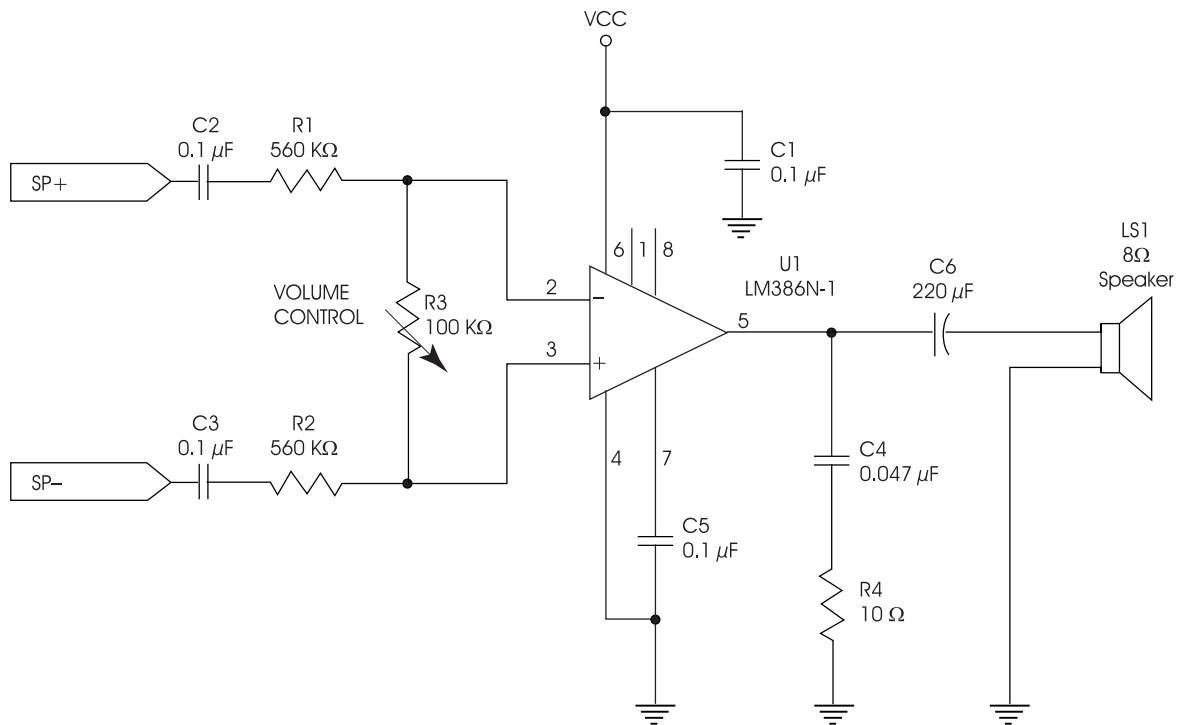 VCC
C2
0.1 µF
R1
560 KΩ
C1
0.1 µF
SP+
6 1 8
U1
LM386N-1
LS1
8Ω
Speaker
C6
220 µF
VOLUME
CONTROL
R3
100 KΩ
2
−
5
3
+
C3
0.1 µF
R2
560 KΩ
4
7
C4
0.047 µF
SP−
C5
0.1 µF
R4
10 Ω